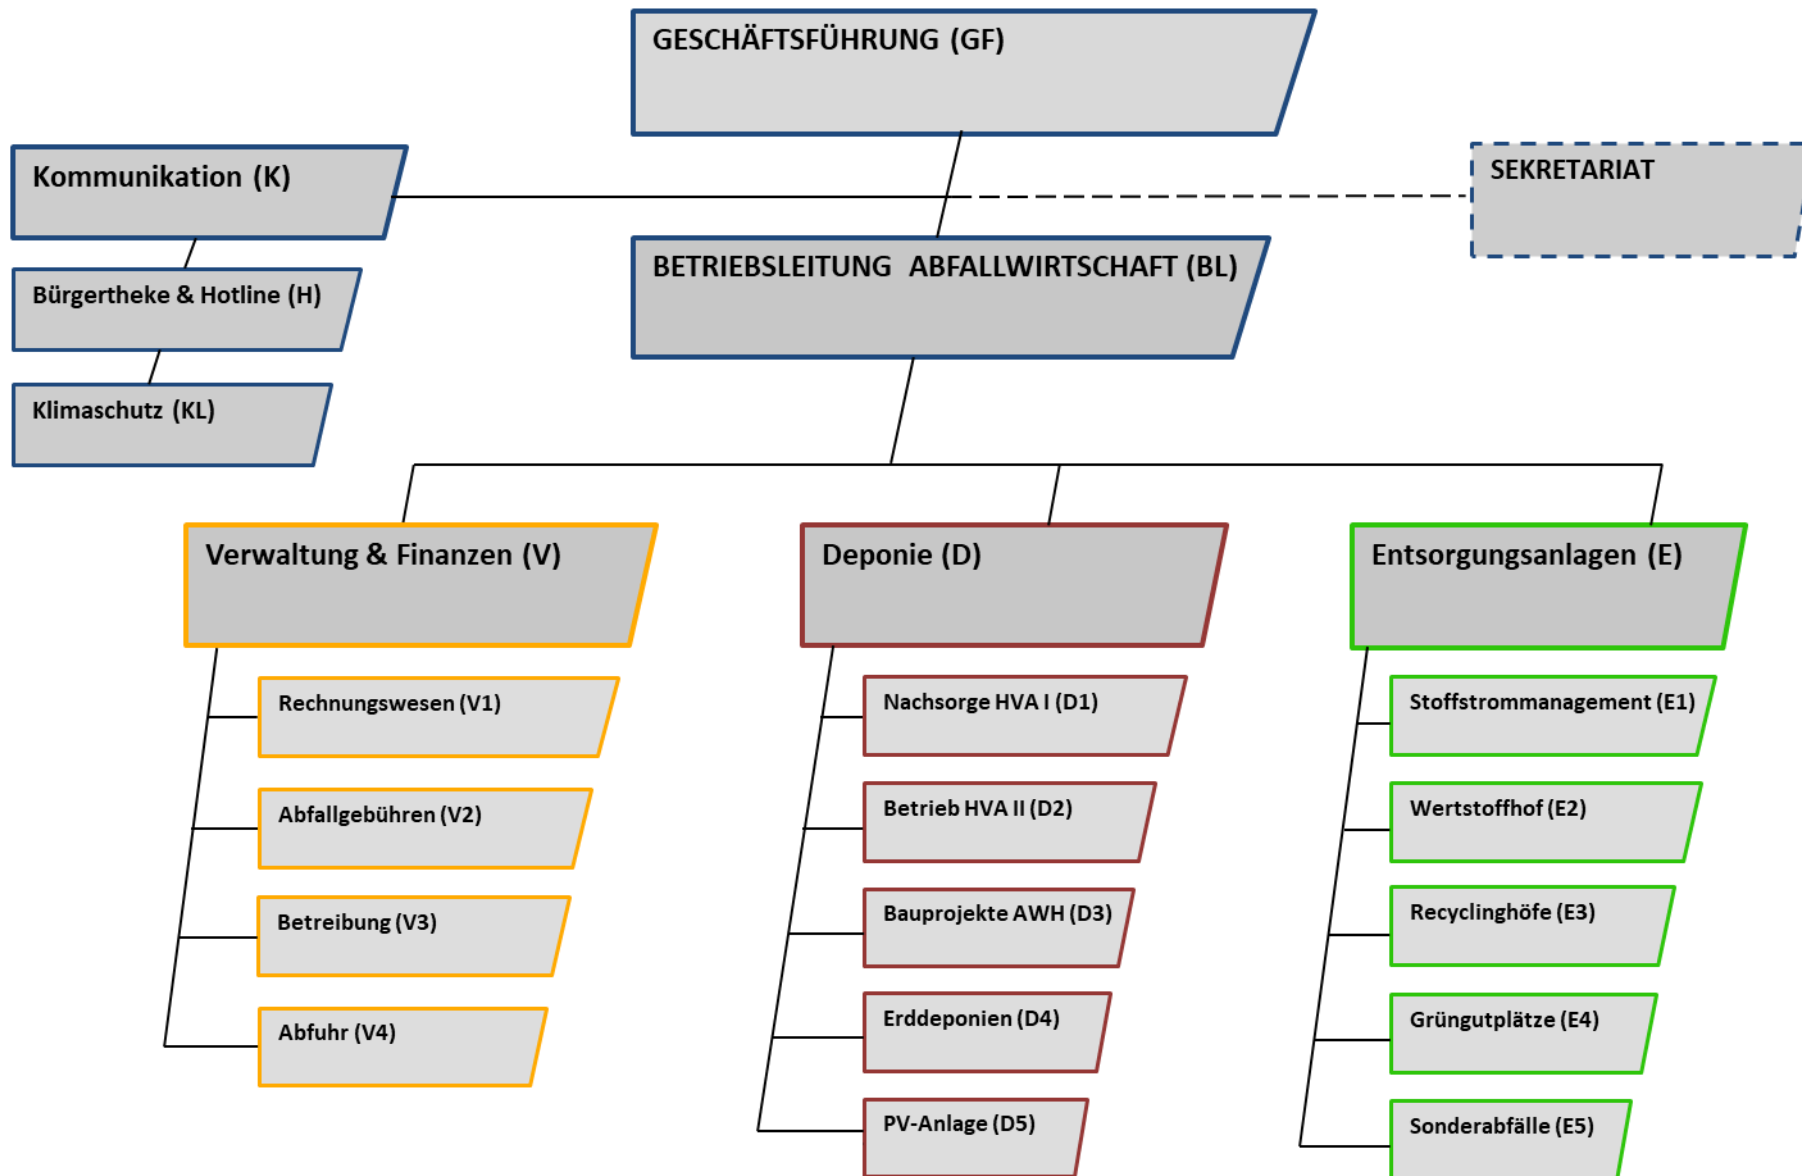 GESCHÄFTSFÜHRUNG (GF)
Kommunikation (K)
SEKRETARIAT
Bürgertheke & Hotline (H)
BETRIEBSLEITUNG ABFALLWIRTSCHAFT (BL)
Klimaschutz (KL)
Verwaltung & Finanzen (V)
Rechnungswesen (V1)
Abfallgebühren (V2)
Betreibung (V3)
Abfuhr (V4)
Deponie (D)
Nachsorge HVA I (D1)
Betrieb HVA II (D2)
Bauprojekte AWH (D3)
Erddeponien (D4)
PV-Anlage (D5)
Entsorgungsanlagen (E)
Stoffstrommanagement (E1)
Wertstoffhof (E2)
Recyclinghöfe (E3)
Grüngutplätze (E4)
Sonderabfälle (E5)